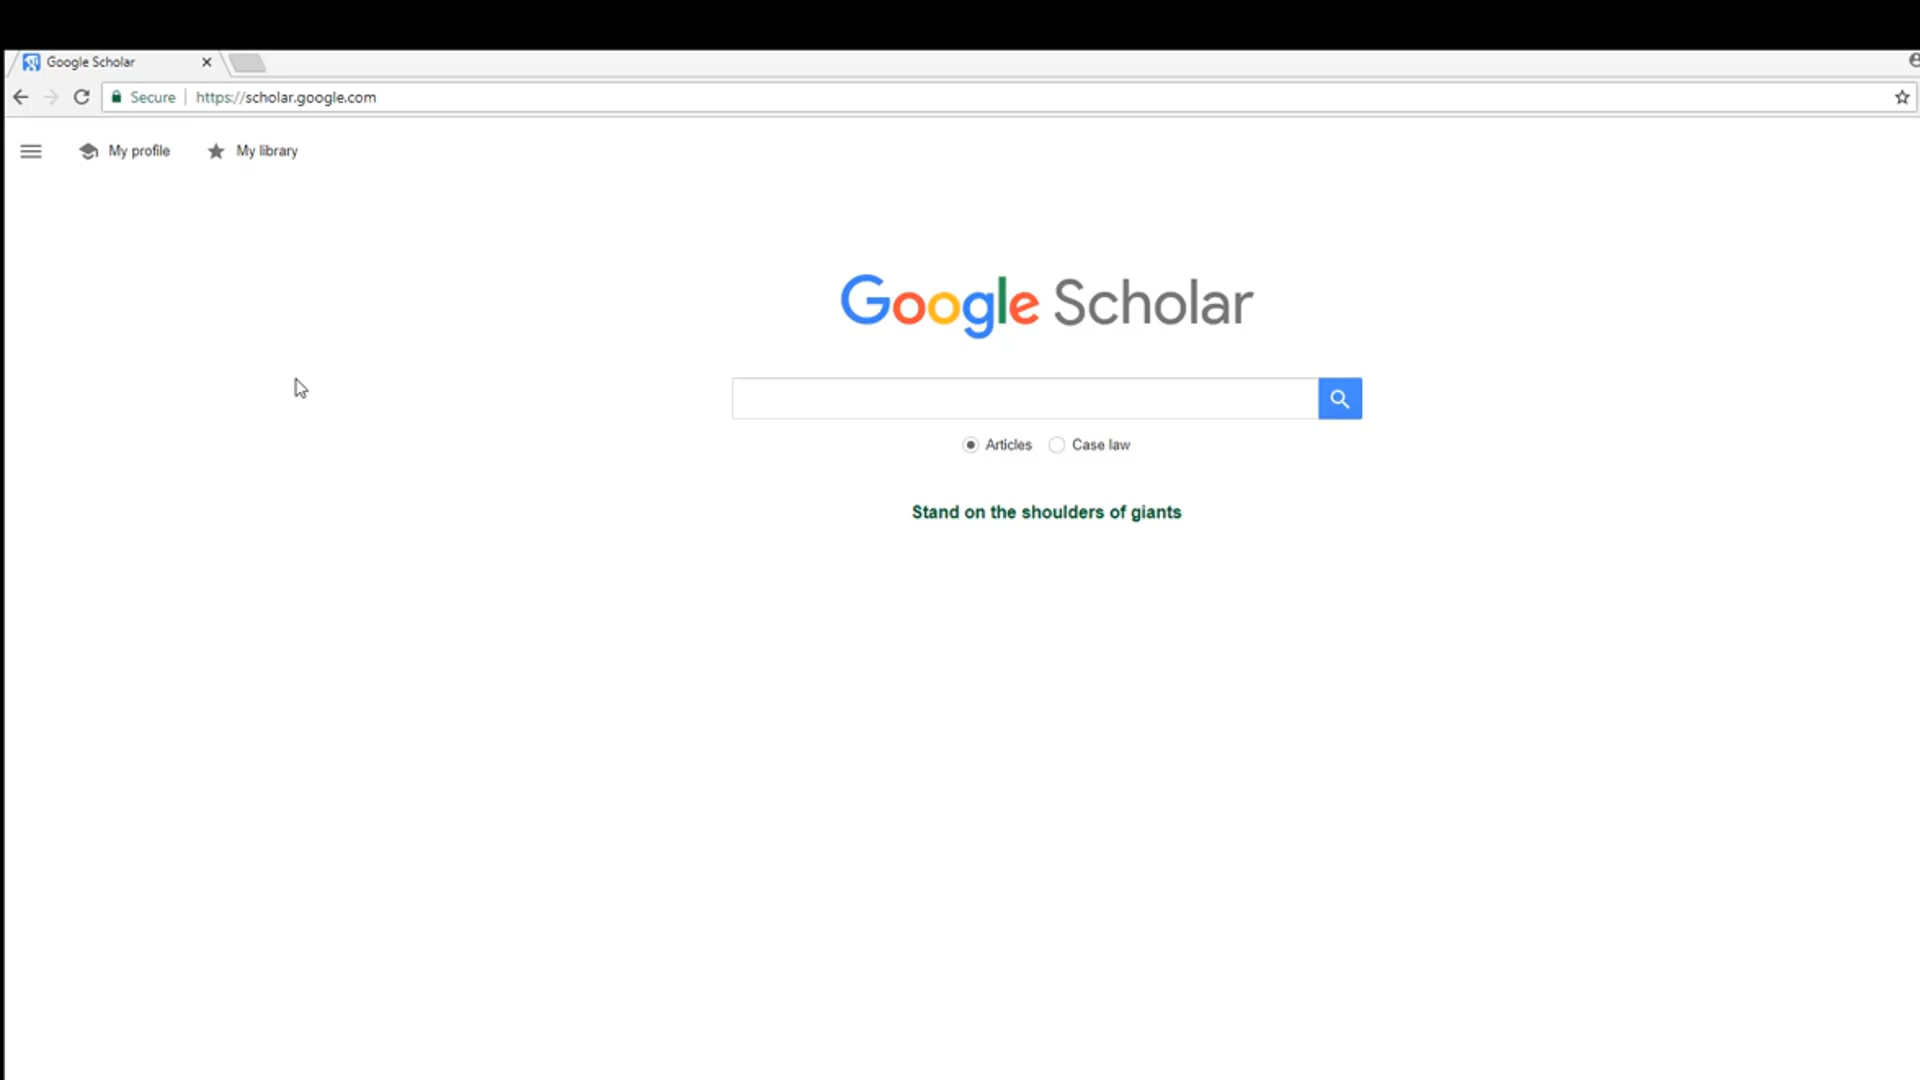 Google Scholar
Secure https://scholar.google.com
My profile My library
Google Scholar
Articles Case law
Stand on the shoulders of giants